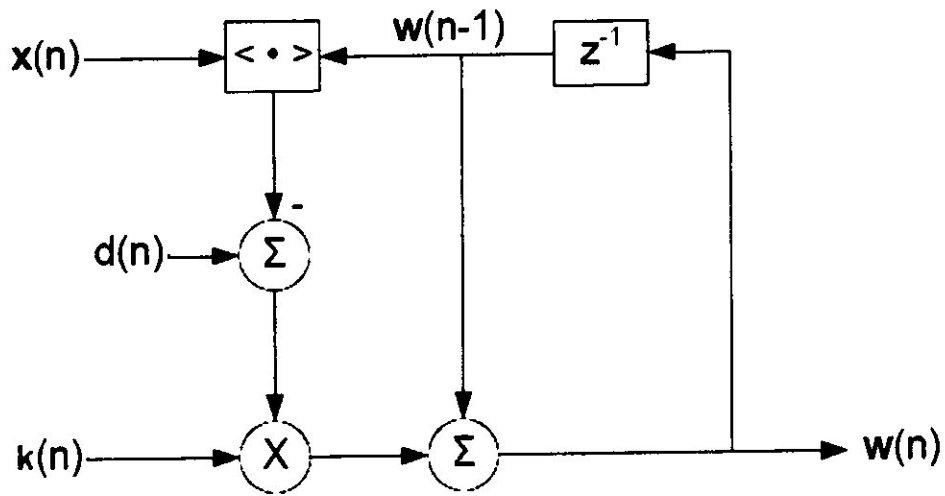 w(n-1)
x(n)
< • >
z⁻¹
-
d(n)
Σ
k(n)
X
Σ
w(n)